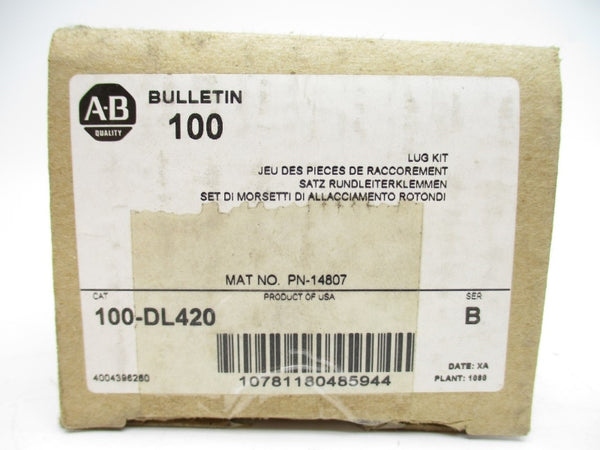 A-B
QUALITY
BULLETIN
100
LUG KIT
JEU DES PIECES DE RACCOREMENT
SATZ RUNDLEITERKLEMMEN
SET DI MORSETTI DI ALLACCIAMENTO ROTONDI
MAT NO. PN-14807
CAT PRODUCT OF USA SER
100-DL420 B
4004396260 10781180485944 DATE: XA
PLANT: 1080